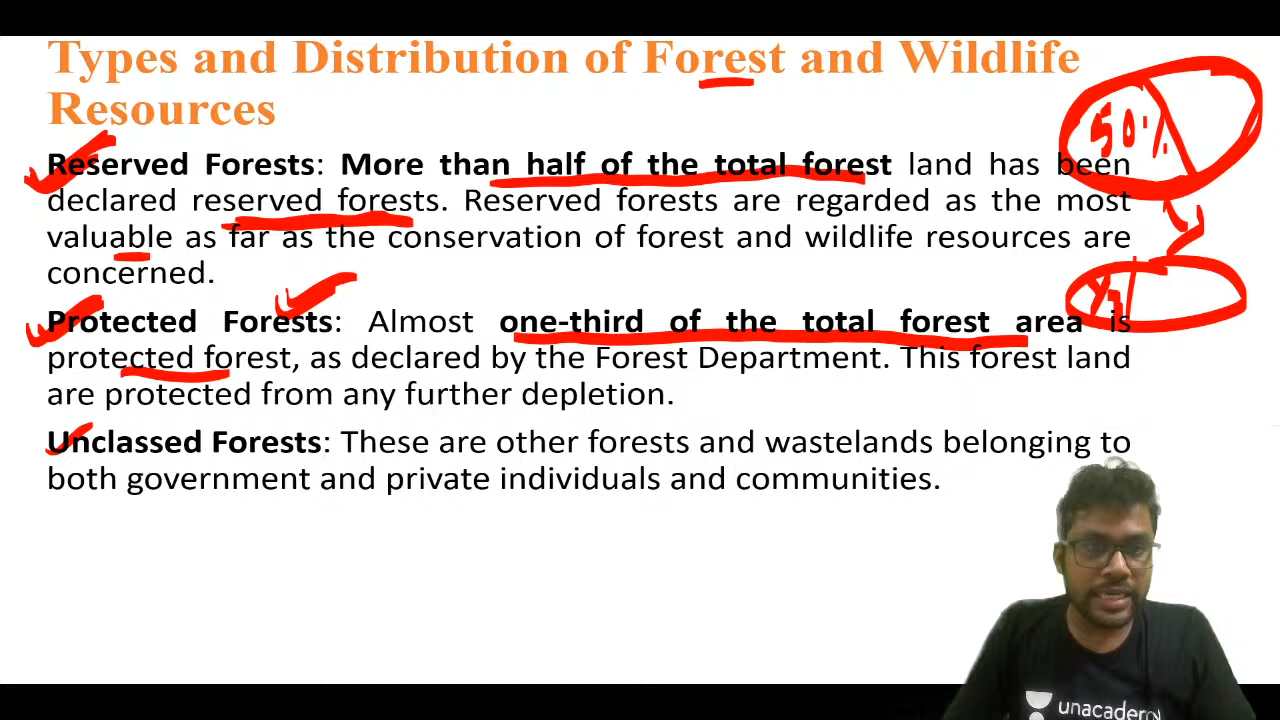 Types and Distribution of Forest and Wildlife
Resources
50%
Reserved Forests: More than half of the total forest land has been
declared reserved forests. Reserved forests are regarded as the most
valuable as far as the conservation of forest and wildlife resources are
concerned.
Protected Forests: Almost one-third of the total forest area is
protected forest, as declared by the Forest Department. This forest land
are protected from any further depletion.
Unclassed Forests: These are other forests and wastelands belonging to
both government and private individuals and communities.
unacademy